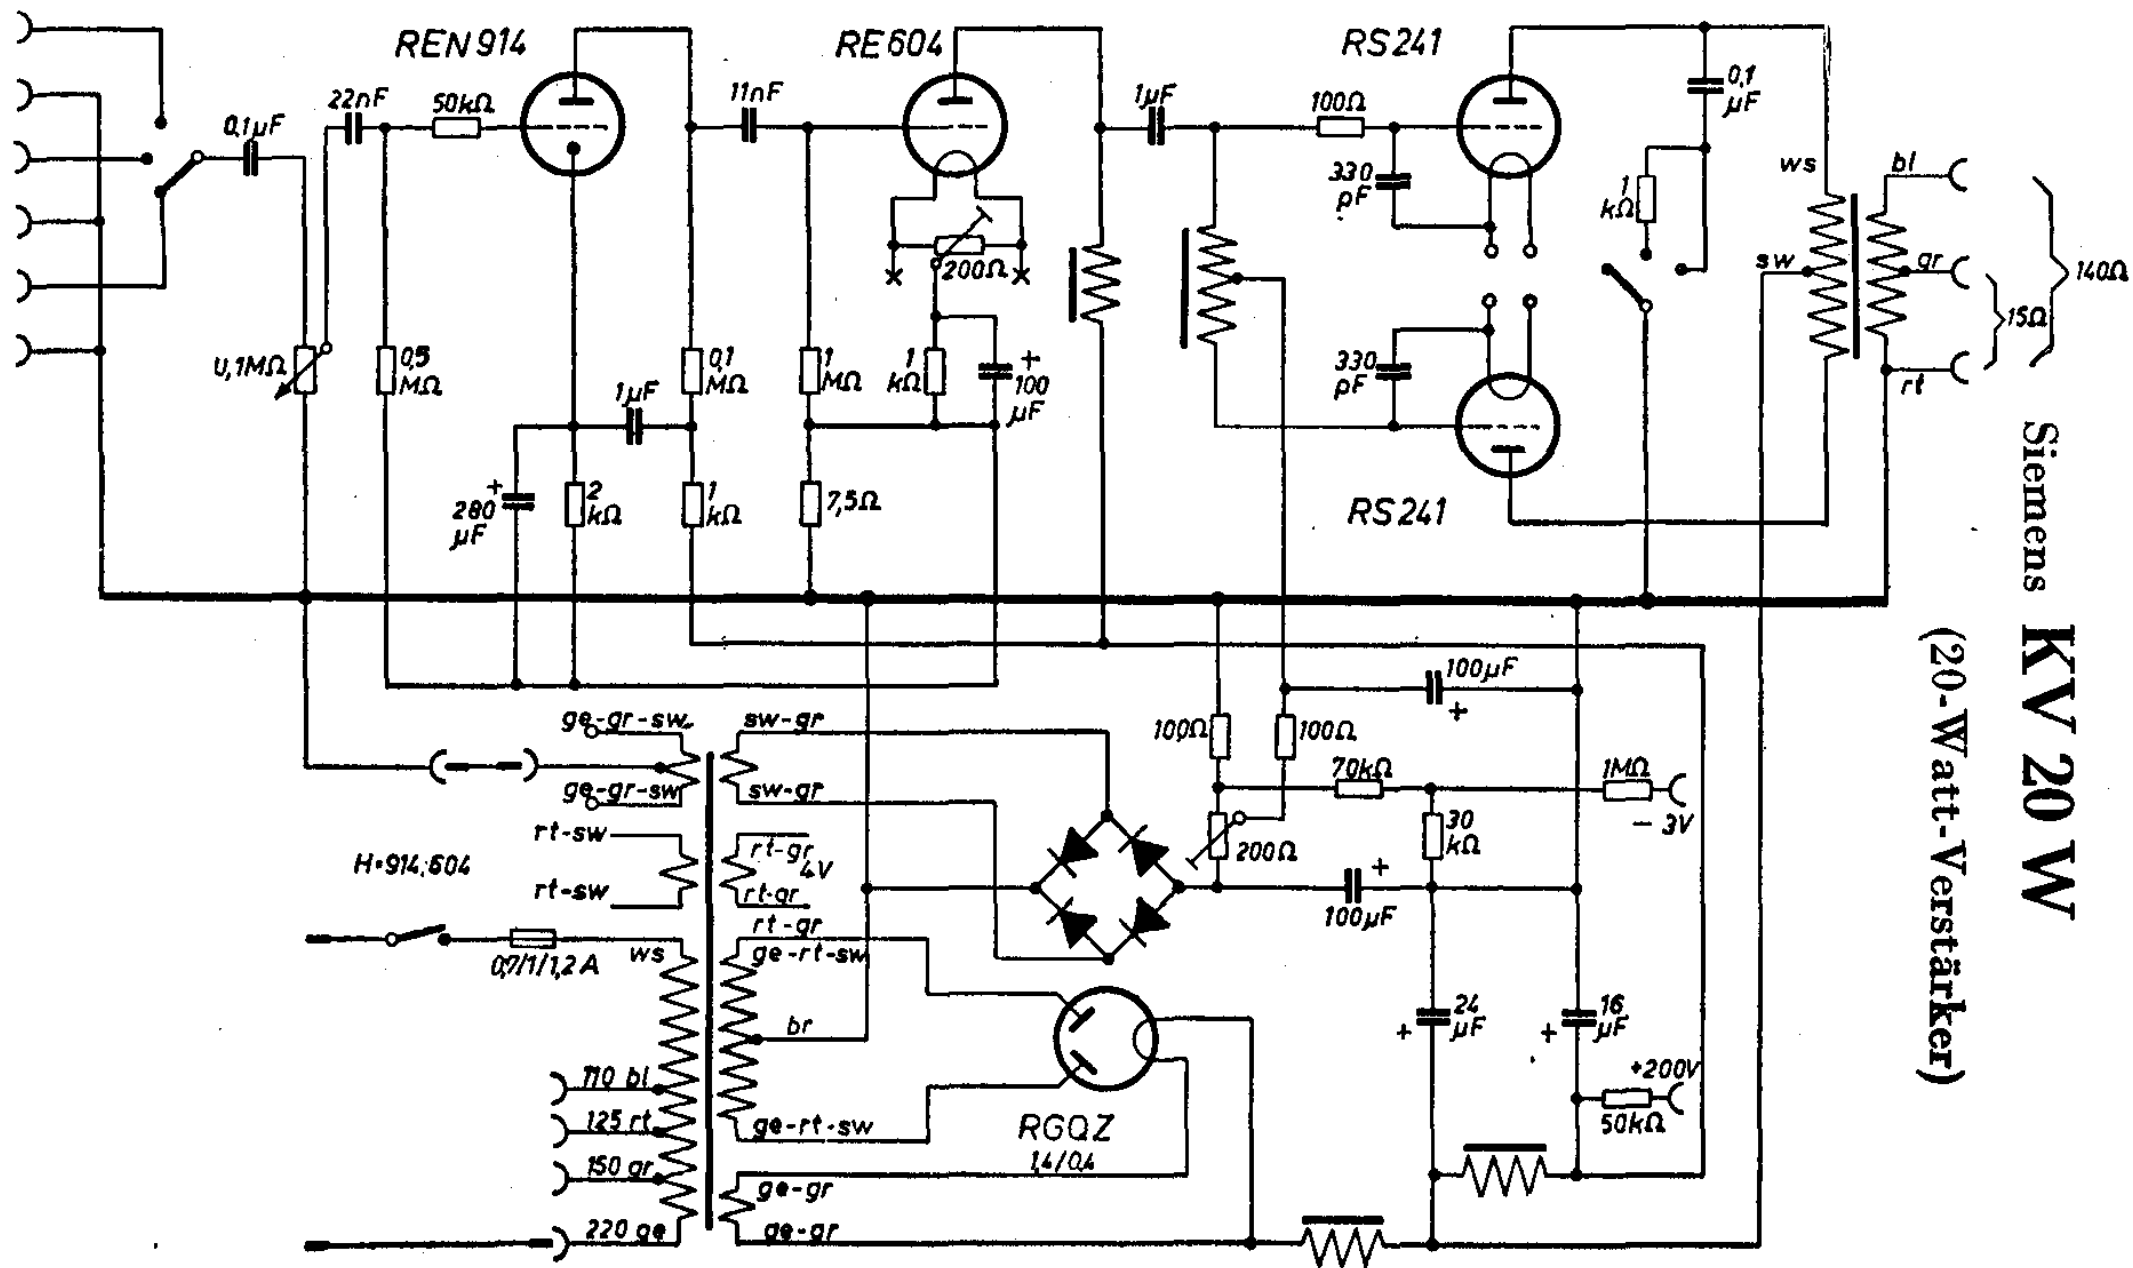 REN 914
RE 604
RS 241
22nF
50kΩ
11nF
1µF
100Ω
0,1
µF
0,1µF
330
pF
1
kΩ
ws
bl
sw
gr
140Ω
200Ω
15Ω
rt
0,1MΩ
0,5
MΩ
1µF
0,1
MΩ
1
MΩ
1
kΩ
+
100
µF
330
pF
+
280
µF
2
kΩ
1
kΩ
7,5Ω
RS 241
Siemens KV 20 W
(20-Watt-Verstärker)
100µF
+
ge-gr-sw
sw-gr
100Ω
100Ω
70kΩ
1MΩ
ge-gr-sw
sw-gr
- 3V
rt-sw
rt-gr
4V
200Ω
30
kΩ
H=914,604
rt-sw
rt-gr
+
100µF
rt-gr
ws
ge-rt-sw
0,7/1/1,2 A
24
µF
+
16
µF
+
br
110 bl
+200V
125 rt
ge-rt-sw
RGQZ
1,4/0,4
50kΩ
150 gr
ge-gr
220 ge
ge-gr